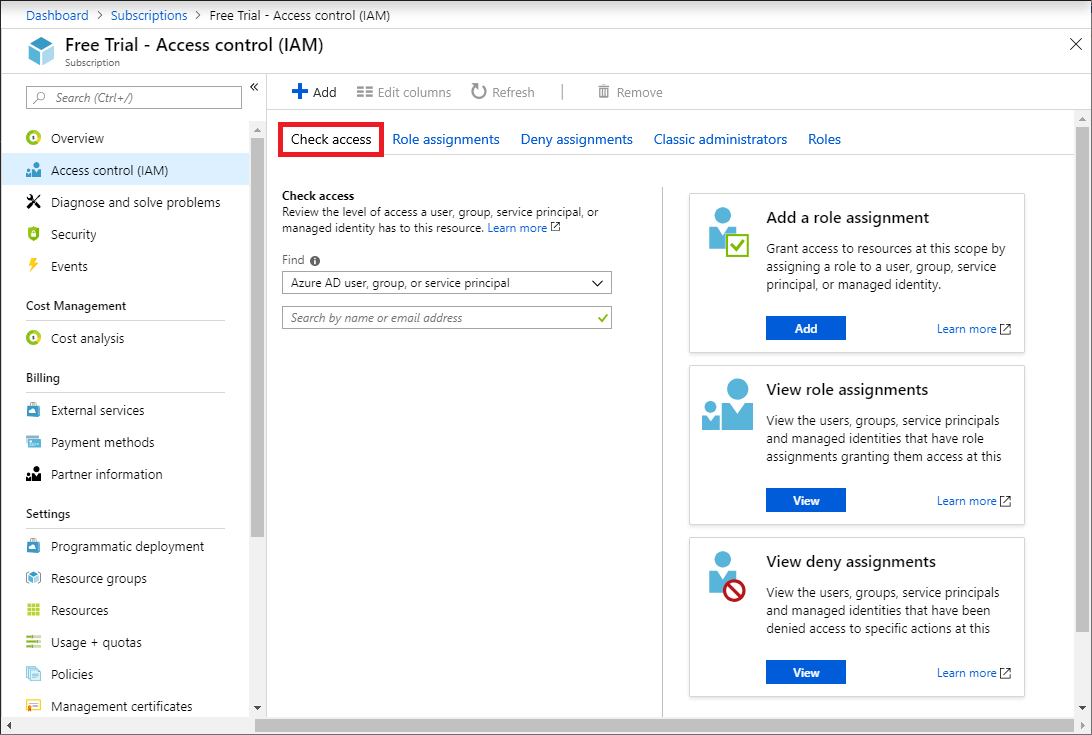 Dashboard > Subscriptions > Free Trial - Access control (IAM)
Free Trial - Access control (IAM)
Subscription
Search (Ctrl+/)
Overview
Access control (IAM)
Diagnose and solve problems
Security
Events
Cost Management
Cost analysis
Billing
External services
Payment methods
Partner information
Settings
Programmatic deployment
Resource groups
Resources
Usage + quotas
Policies
Management certificates
Add Edit columns Refresh Remove
Check access Role assignments Deny assignments Classic administrators Roles
Check access
Review the level of access a user, group, service principal, or
managed identity has to this resource. Learn more
Find
Azure AD user, group, or service principal
Search by name or email address
Add a role assignment
Grant access to resources at this scope by
assigning a role to a user, group, service
principal, or managed identity.
Add Learn more
View role assignments
View the users, groups, service principals
and managed identities that have role
assignments granting them access at this
View Learn more
View deny assignments
View the users, groups, service principals
and managed identities that have been
denied access to specific actions at this
View Learn more